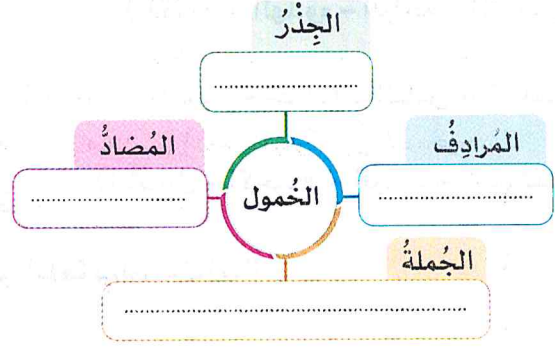 الجِذْرُ
المُرادِفُ
المُضادُّ
الخُمول
الجُملةُ